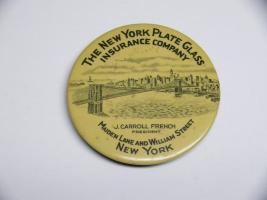 THE NEW YORK PLATE GLASS
INSURANCE COMPANY
J. CARROLL FRENCH
PRESIDENT
MAIDEN LANE AND WILLIAM STREET
NEW YORK